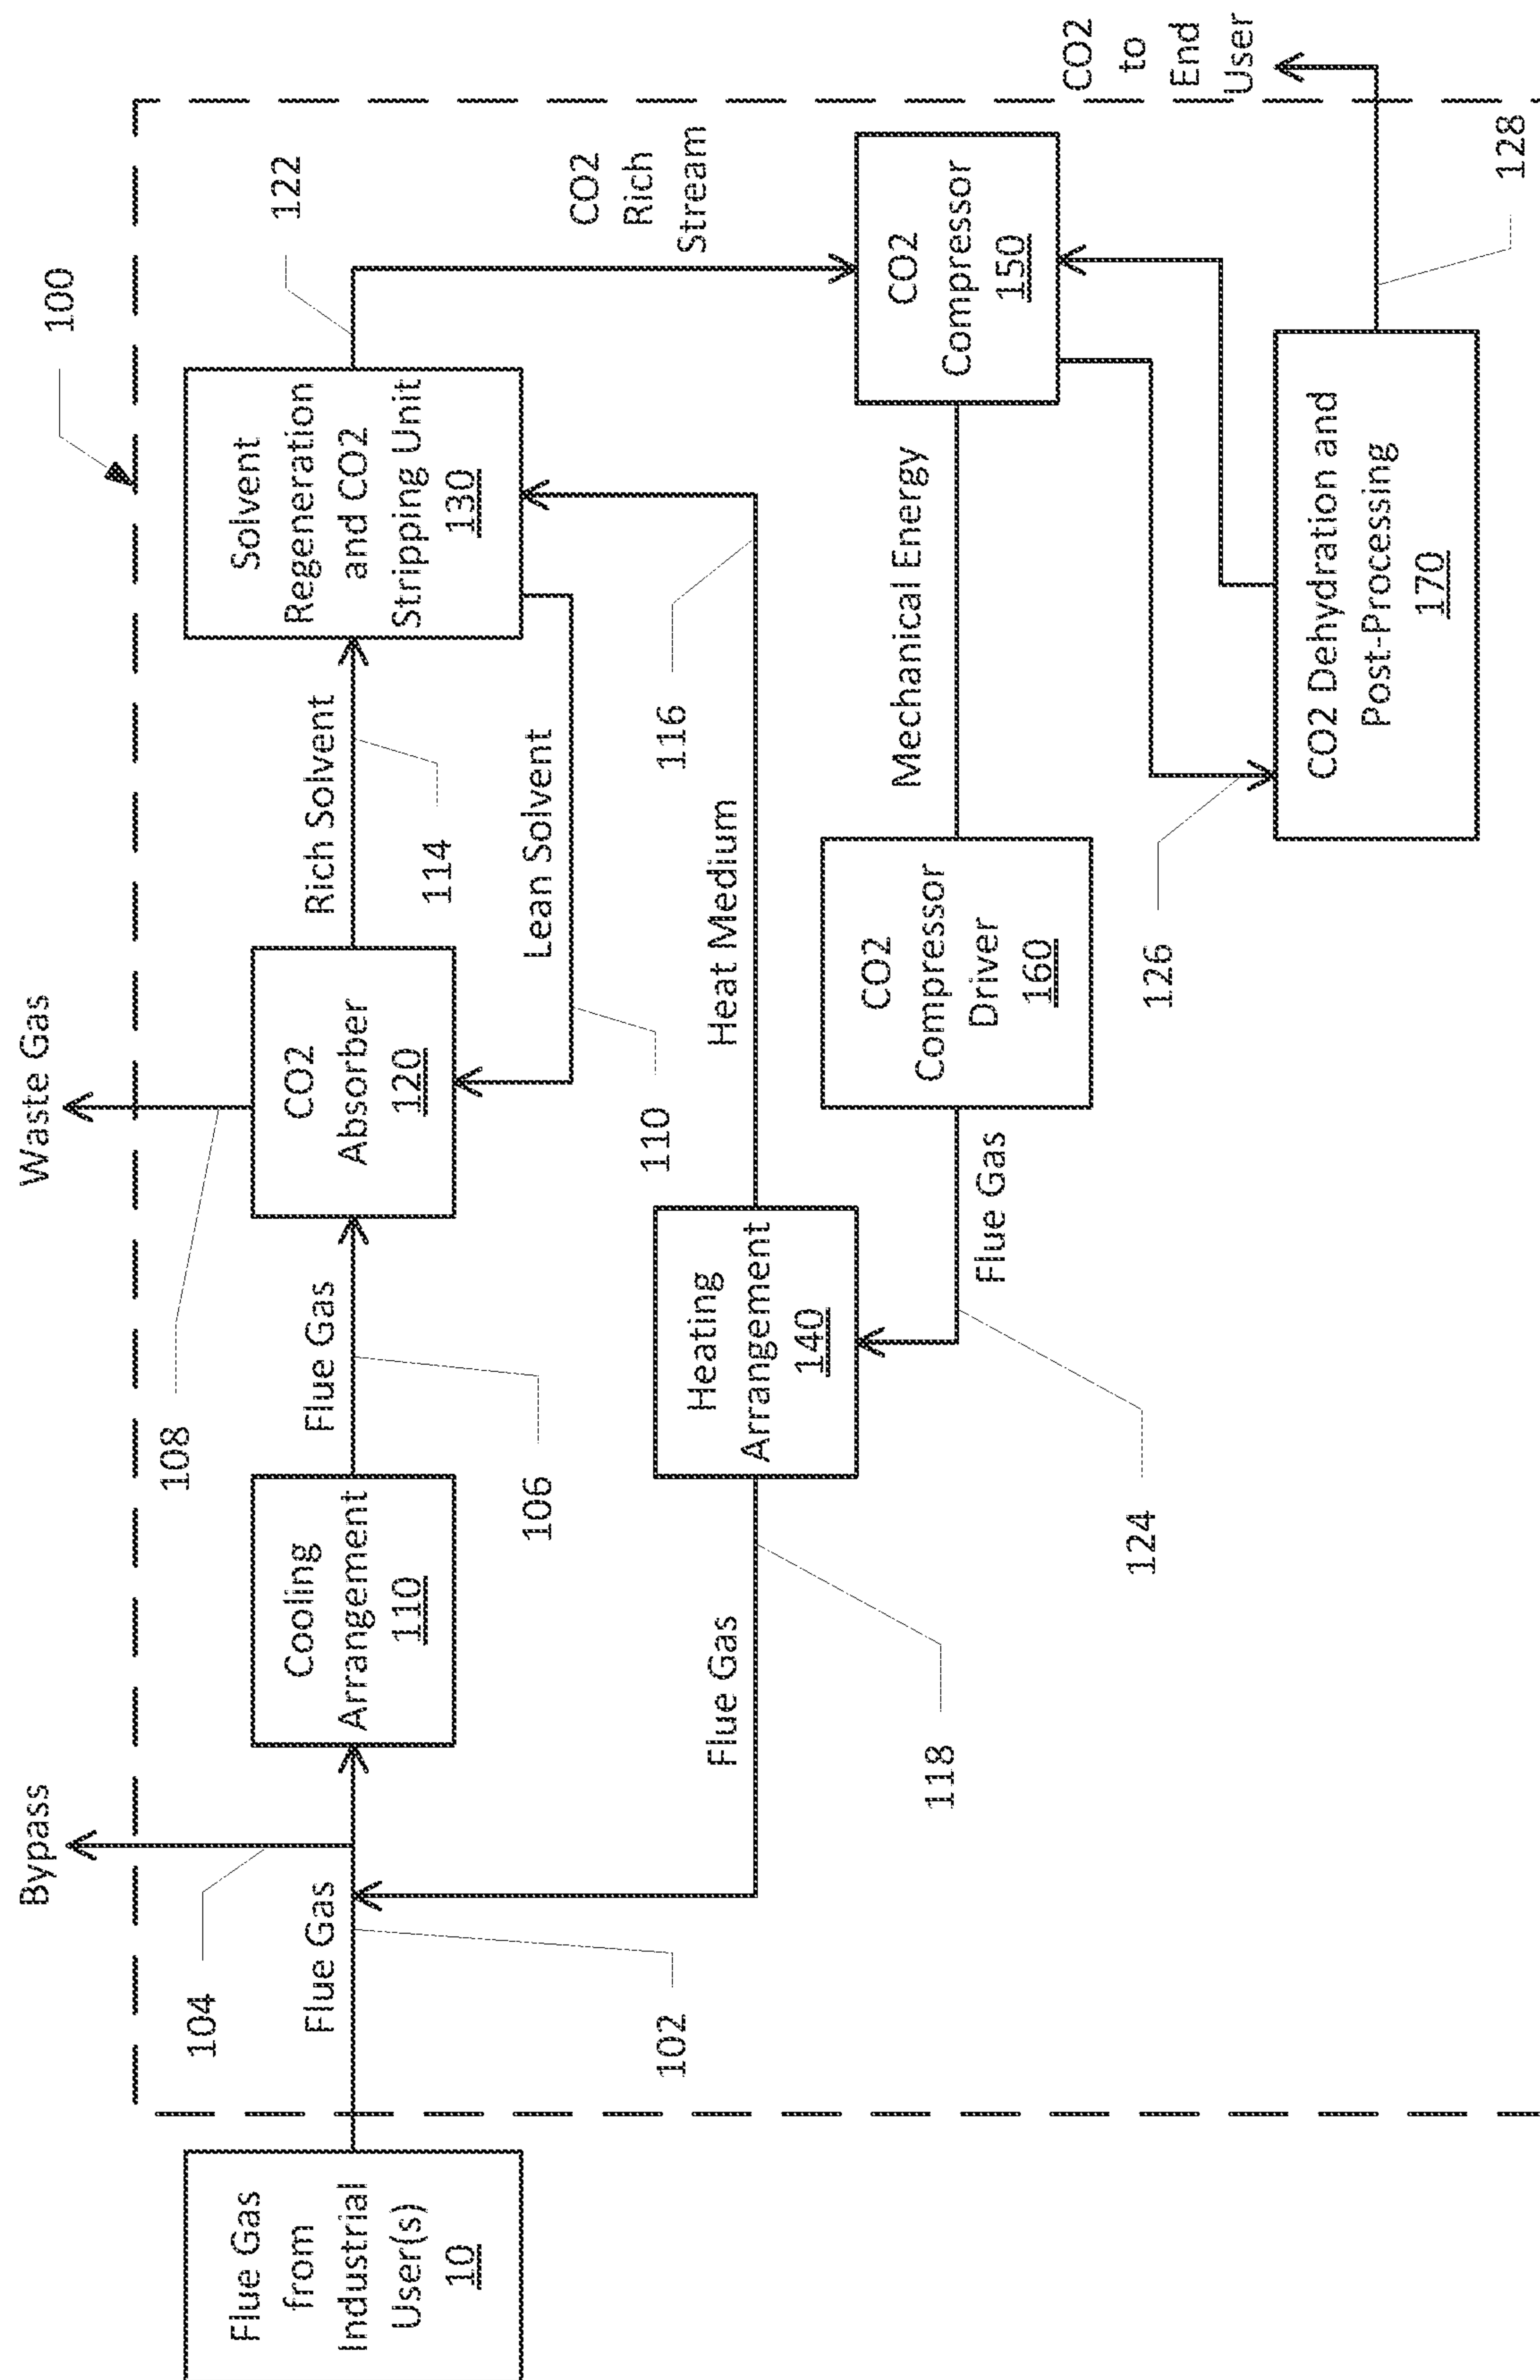 100
Bypass
Waste Gas
104
108
122
Flue Gas
from
Industrial
User(s)
10
Flue Gas
102
Cooling
Arrangement
110
Flue Gas
106
CO2
Absorber
120
Rich Solvent
114
Solvent
Regeneration
and CO2
Stripping Unit
130
Lean Solvent
110
CO2
Rich
Stream
116
Flue Gas
118
Heating
Arrangement
140
Heat Medium
Flue Gas
124
CO2
Compressor
Driver
160
Mechanical Energy
CO2
Compressor
150
126
CO2 Dehydration and
Post-Processing
170
CO2
to
End
User
128